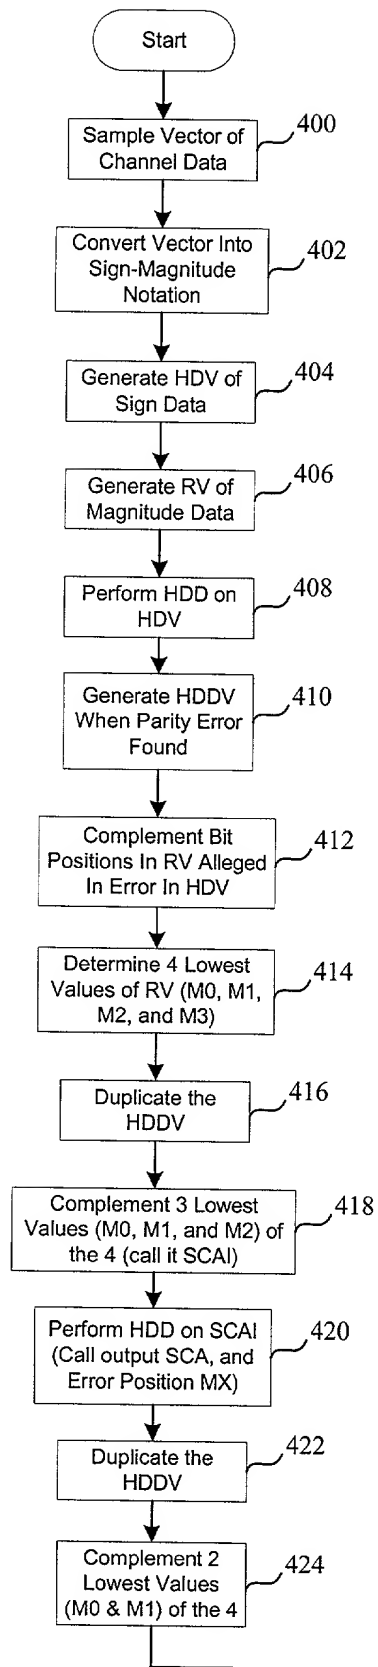 Start
400
Sample Vector of
Channel Data
402
Convert Vector Into
Sign-Magnitude
Notation
404
Generate HDV of
Sign Data
406
Generate RV of
Magnitude Data
408
Perform HDD on
HDV
410
Generate HDDV
When Parity Error
Found
412
Complement Bit
Positions In RV Alleged
In Error In HDV
414
Determine 4 Lowest
Values of RV (M0, M1,
M2, and M3)
416
Duplicate the
HDDV
418
Complement 3 Lowest
Values (M0, M1, and M2) of
the 4 (call it SCAI)
420
Perform HDD on SCAI
(Call output SCA, and
Error Position MX)
422
Duplicate the
HDDV
424
Complement 2
Lowest Values
(M0 & M1) of the 4